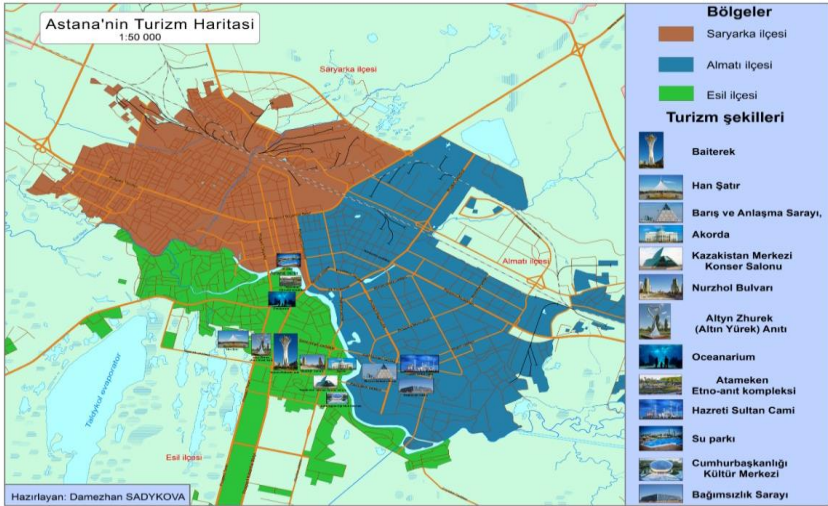 Astana'nin Turizm Haritasi
1:50 000
Saryarka ilçesi
Almatı ilçesi
Taldykol evaporator
Esil ilçesi
Hazırlayan: Damezhan SADYKOVA
Bölgeler
Saryarka ilçesi
Almatı ilçesi
Esil ilçesi
Turizm şekilleri
Baiterek
Han Şatır
Barış ve Anlaşma Sarayı,
Akorda
Kazakistan Merkezi
Konser Salonu
Nurzhol Bulvarı
Altyn Zhurek
(Altın Yürek) Anıtı
Oceanarium
Atameken
Etno-anıt kompleksi
Hazreti Sultan Cami
Su parkı
Cumhurbaşkanlığı
Kültür Merkezi
Bağımsızlık Sarayı